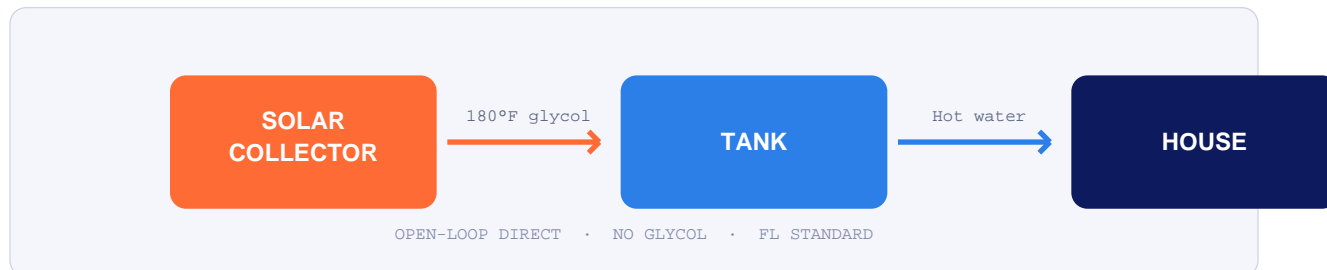 SOLAR
COLLECTOR
180°F glycol
TANK
Hot water
HOUSE
OPEN-LOOP DIRECT · NO GLYCOL · FL STANDARD